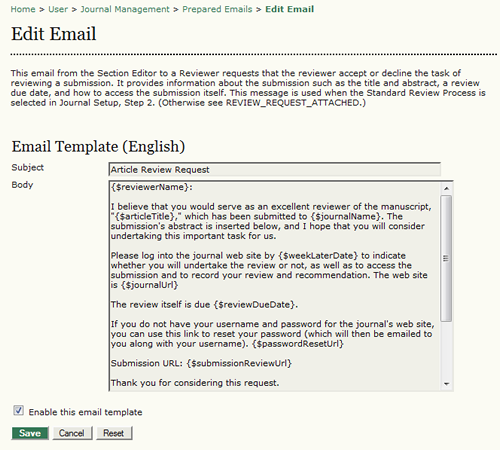 Home > User > Journal Management > Prepared Emails > Edit Email
Edit Email
This email from the Section Editor to a Reviewer requests that the reviewer accept or decline the task of
reviewing a submission. It provides information about the submission such as the title and abstract, a
review due date, and how to access the submission itself. This message is used when the Standard Review Process is
selected in Journal Setup, Step 2. (Otherwise see REVIEW_REQUEST_ATTACHED.)
Email Template (English)
Subject
Article Review Request
Body
{$reviewerName}:
I believe that you would serve as an excellent reviewer of the manuscript,
"{$articleTitle}," which has been submitted to {$journalName}. The
submission's abstract is inserted below, and I hope that you will consider
undertaking this important task for us.
Please log into the journal web site by {$weekLaterDate} to indicate
whether you will undertake the review or not, as well as to access the
submission and to record your review and recommendation. The web site
is {$journalUrl}
The review itself is due {$reviewDueDate}.
If you do not have your username and password for the journal's web site,
you can use this link to reset your password (which will then be emailed to
you along with your username). {$passwordResetUrl}
Submission URL: {$submissionReviewUrl}
Thank you for considering this request.
Enable this email template
Save Cancel Reset